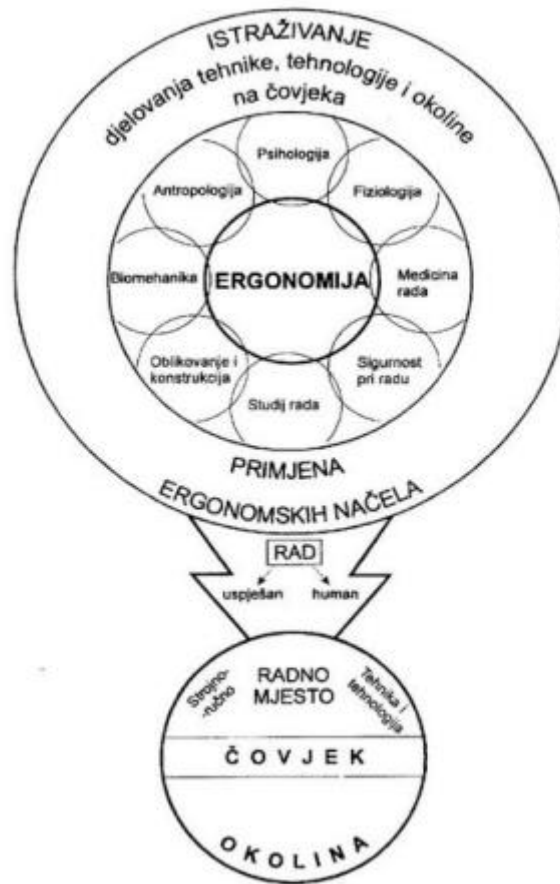 ISTRAŽIVANJE
djelovanja tehnike, tehnologije i okoline
na čovjeka
Psihologija
Antropologija
Fiziologija
Biomehanika
ERGONOMIJA
Medicina
rada
Oblikovanje i
konstrukcija
Sigurnost
pri radu
Studij rada
PRIMJENA
ERGONOMSKIH NAČELA
RAD
uspješan
human
Strojno-
-ručno
RADNO
MJESTO
Tehnika i
tehnologija
ČOVJEK
OKOLINA